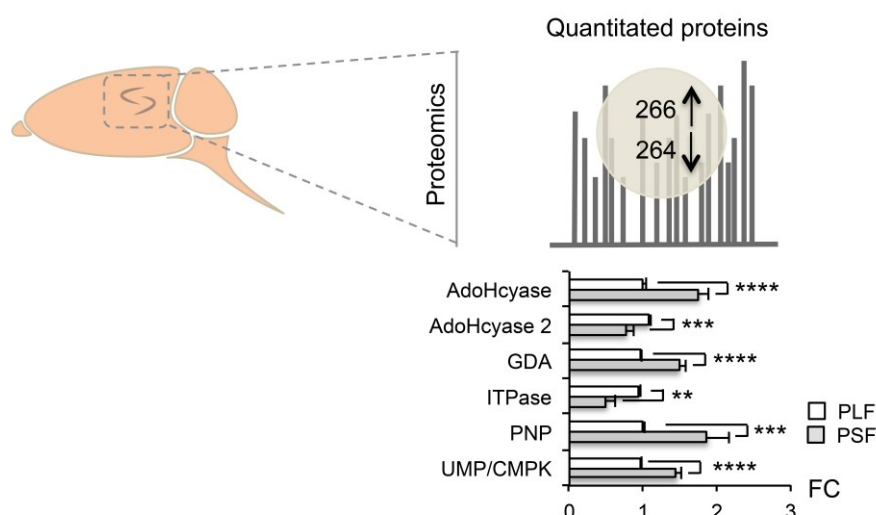 Quantitated proteins
Proteomics
266
264
AdoHcyase
****
AdoHcyase 2
***
GDA
****
ITPase
**
PNP
***
UMP/CMPK
****
PLF
PSF
0 1 2 3
FC